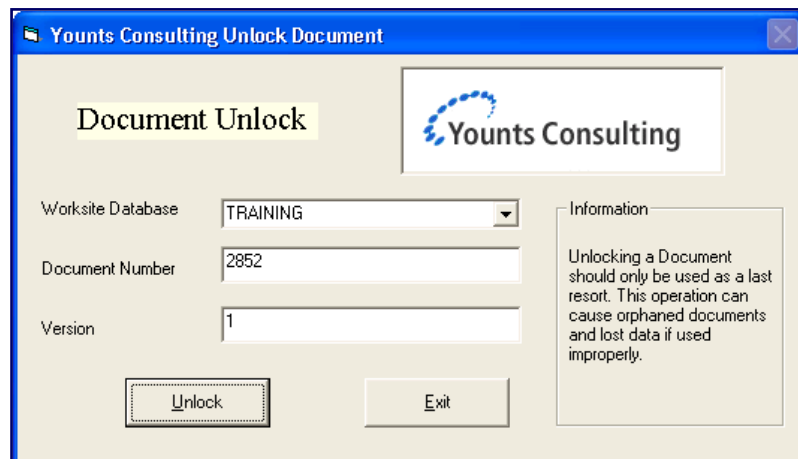 Younts Consulting Unlock Document
Document Unlock
Younts Consulting
Worksite Database
TRAINING
Document Number
2852
Version
1
Information
Unlocking a Document
should only be used as a last
resort. This operation can
cause orphaned documents
and lost data if used
improperly.
Unlock
Exit